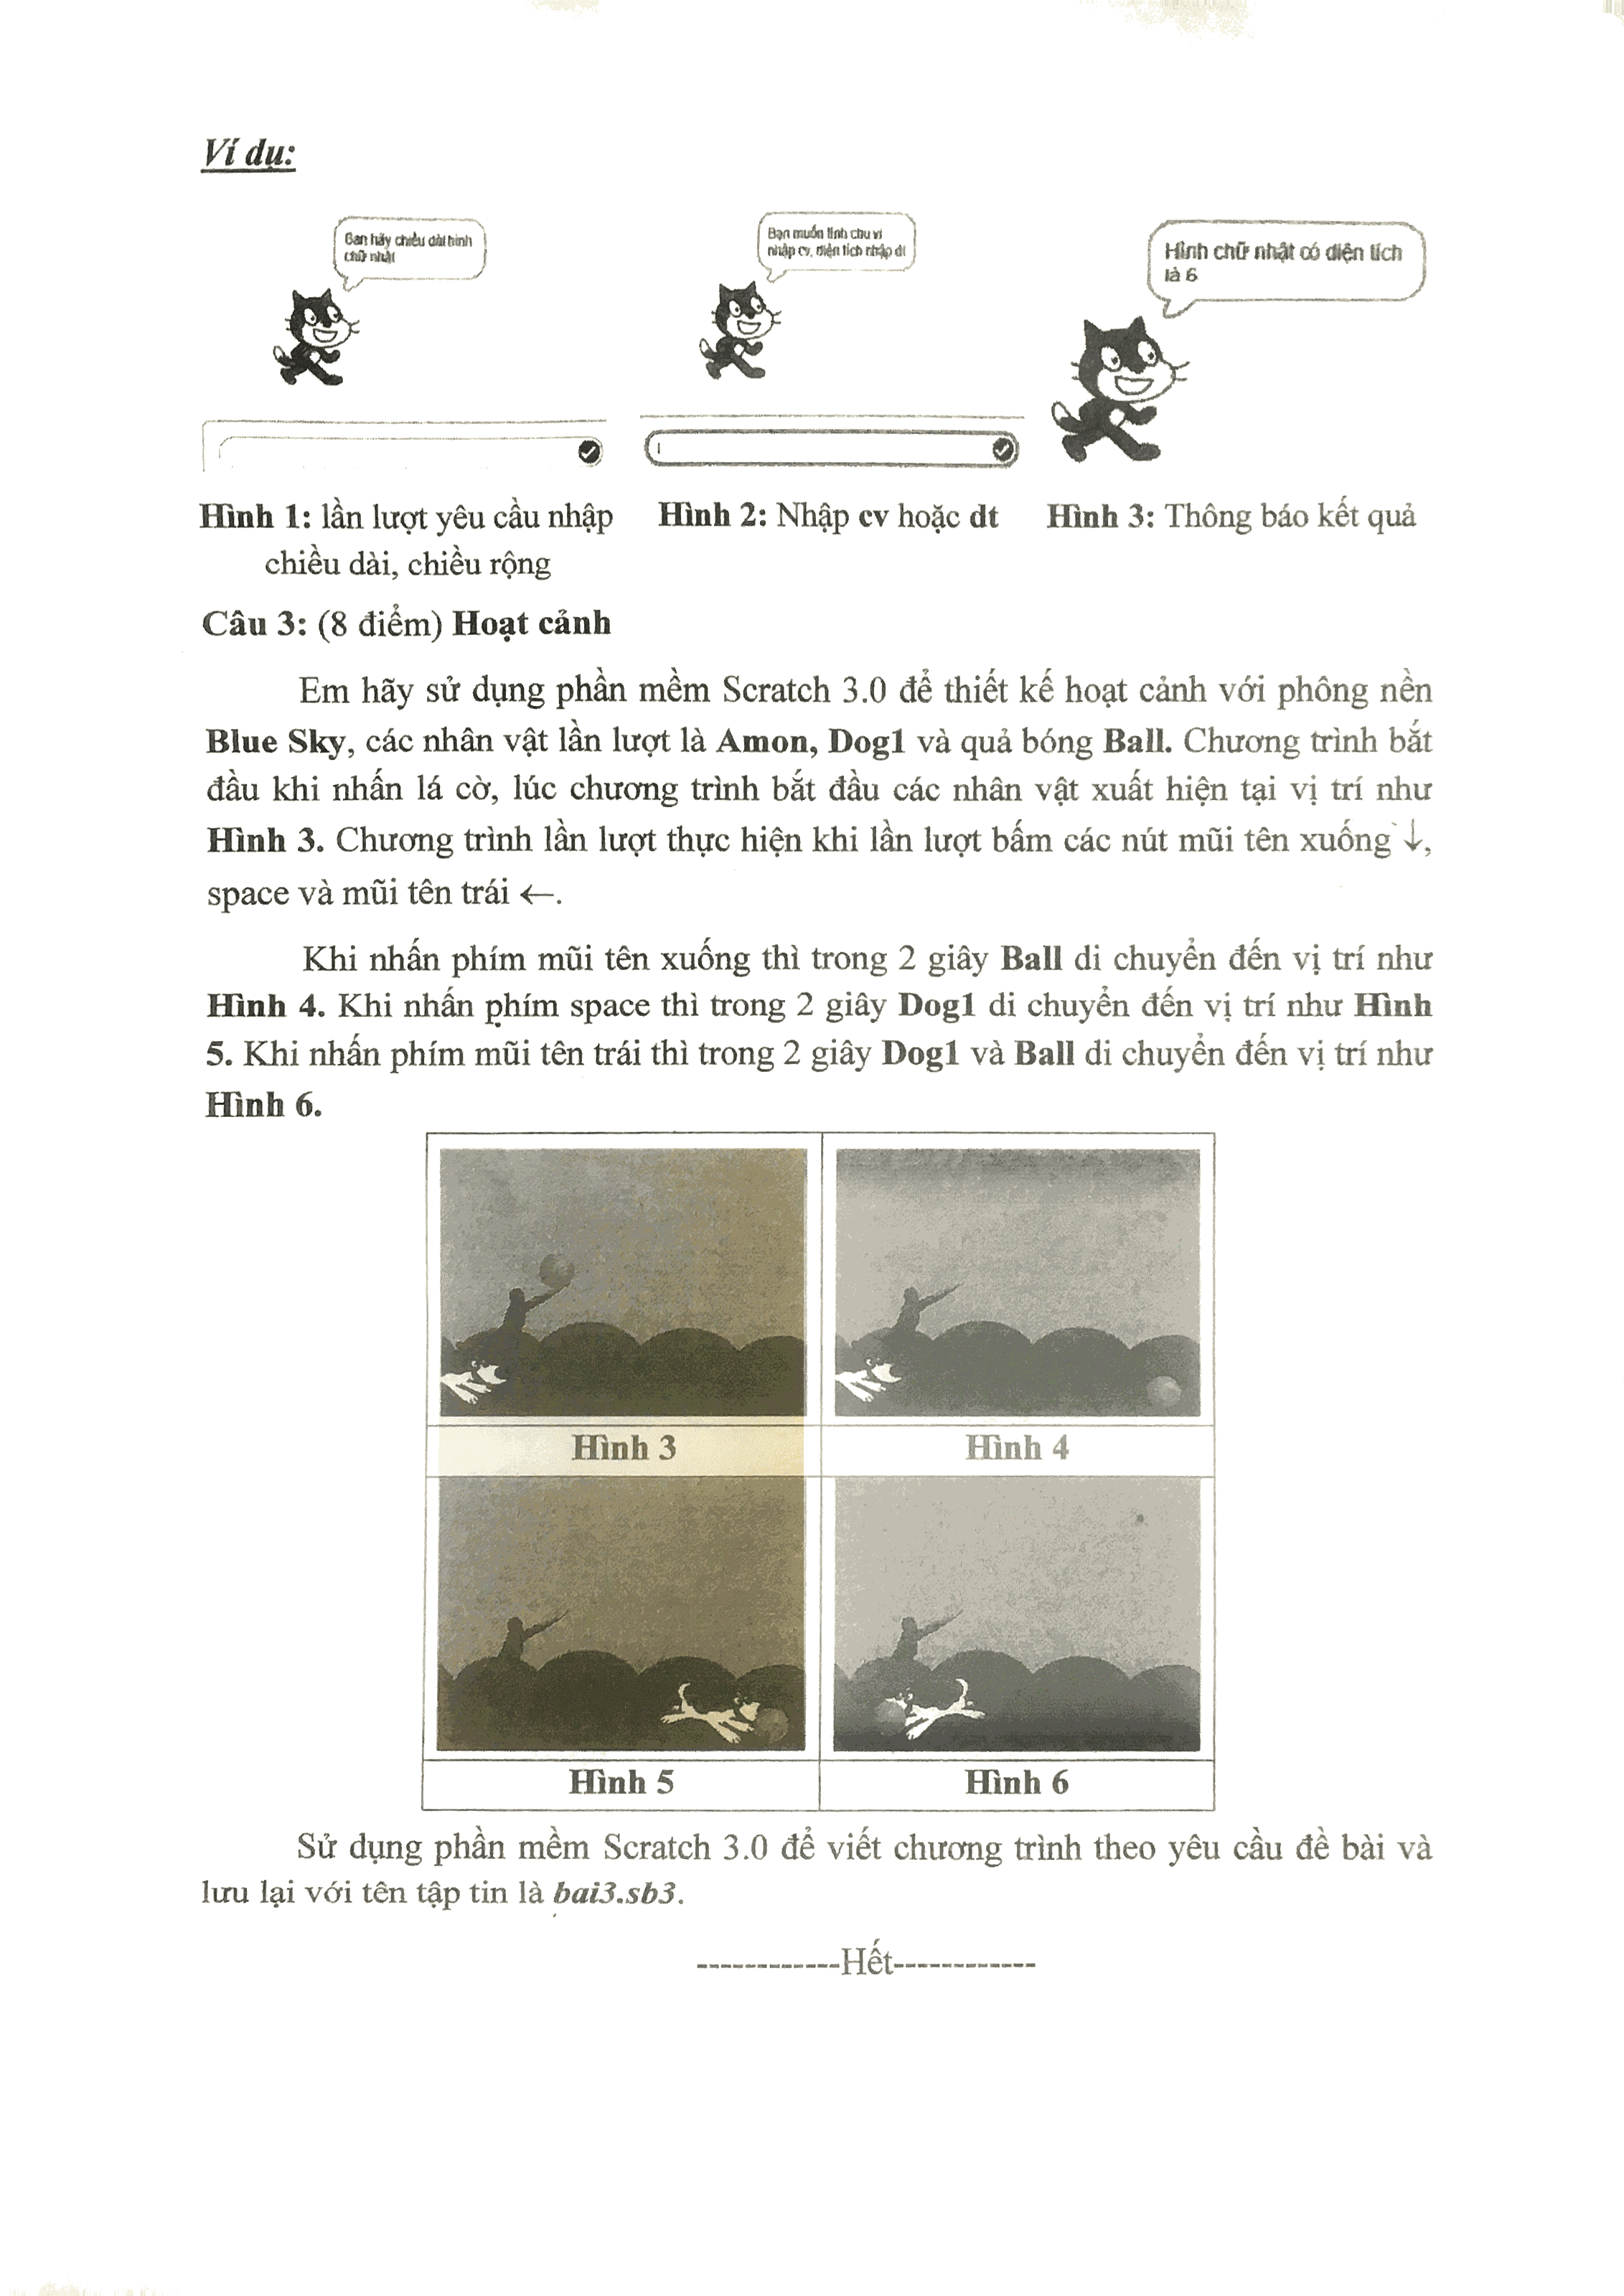 Ví dụ:
Bạn hãy chiều dài hình
chữ nhật
Bạn muốn tính chu vi
nhập cv, diện tích nhập dt
Hình chữ nhật có diện tích
là 6
Hình 1: lần lượt yêu cầu nhập
chiều dài, chiều rộng
Hình 2: Nhập cv hoặc dt
Hình 3: Thông báo kết quả
Câu 3: (8 điểm) Hoạt cảnh
Em hãy sử dụng phần mềm Scratch 3.0 để thiết kế hoạt cảnh với phông nền
Blue Sky, các nhân vật lần lượt là Amon, Dog1 và quả bóng Ball. Chương trình bắt
đầu khi nhấn lá cờ, lúc chương trình bắt đầu các nhân vật xuất hiện tại vị trí như
Hình 3. Chương trình lần lượt thực hiện khi lần lượt bấm các nút mũi tên xuống ↓,
space và mũi tên trái ←.
Khi nhấn phím mũi tên xuống thì trong 2 giây Ball di chuyển đến vị trí như
Hình 4. Khi nhấn phím space thì trong 2 giây Dog1 di chuyển đến vị trí như Hình
5. Khi nhấn phím mũi tên trái thì trong 2 giây Dog1 và Ball di chuyển đến vị trí như
Hình 6.
Hình 3
Hình 4
Hình 5
Hình 6
Sử dụng phần mềm Scratch 3.0 để viết chương trình theo yêu cầu đề bài và
lưu lại với tên tập tin là bai3.sb3.
------------Hết------------